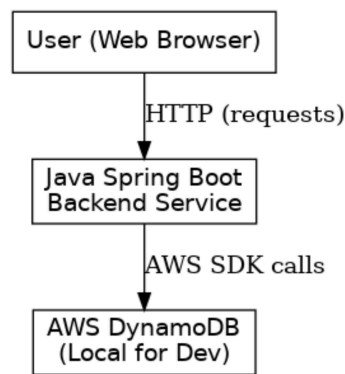 User (Web Browser)
HTTP (requests)
Java Spring Boot
Backend Service
AWS SDK calls
AWS DynamoDB
(Local for Dev)